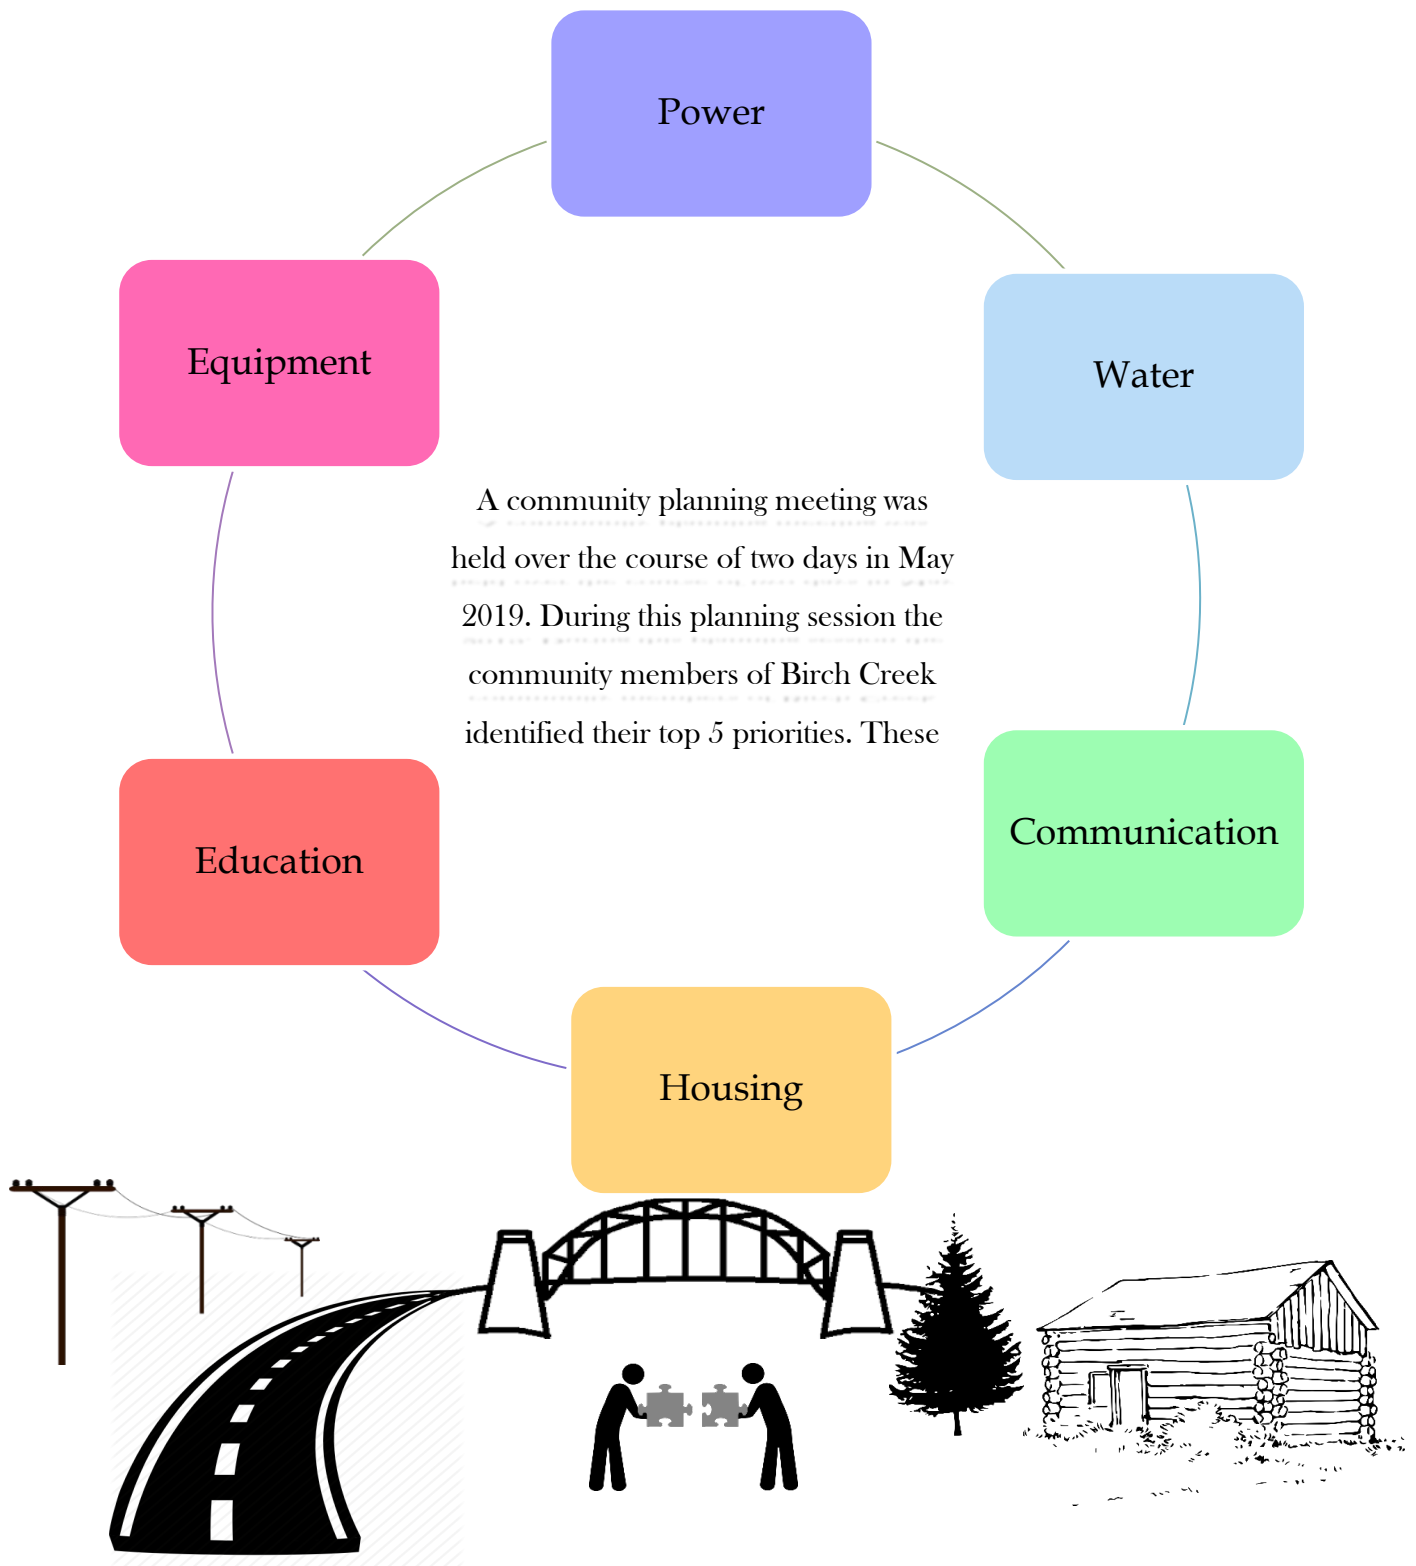 Power
Equipment
Water
A community planning meeting was
held over the course of two days in May
2019. During this planning session the
community members of Birch Creek
identified their top 5 priorities. These
Communication
Education
Housing